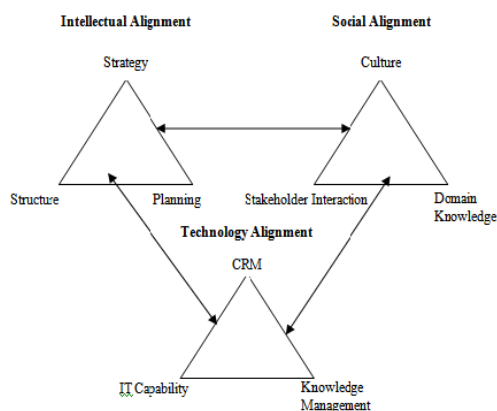 Intellectual Alignment
Social Alignment
Strategy
Culture
Structure
Planning
Stakeholder Interaction
Domain
Knowledge
Technology Alignment
CRM
IT Capability
Knowledge
Management